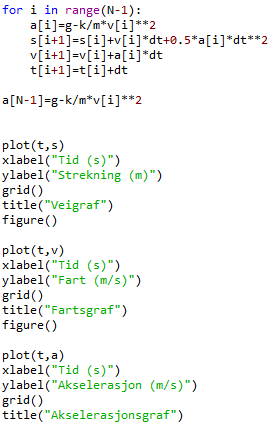 for i in range(N-1):
    a[i]=g-k/m*v[i]**2
    s[i+1]=s[i]+v[i]*dt+0.5*a[i]*dt**2
    v[i+1]=v[i]+a[i]*dt
    t[i+1]=t[i]+dt
a[N-1]=g-k/m*v[i]**2
plot(t,s)
xlabel("Tid (s)")
ylabel("Strekning (m)")
grid()
title("Veigraf")
figure()
plot(t,v)
xlabel("Tid (s)")
ylabel("Fart (m/s)")
grid()
title("Fartsgraf")
figure()
plot(t,a)
xlabel("Tid (s)")
ylabel("Akselerasjon (m/s)")
grid()
title("Akselerasjonsgraf")